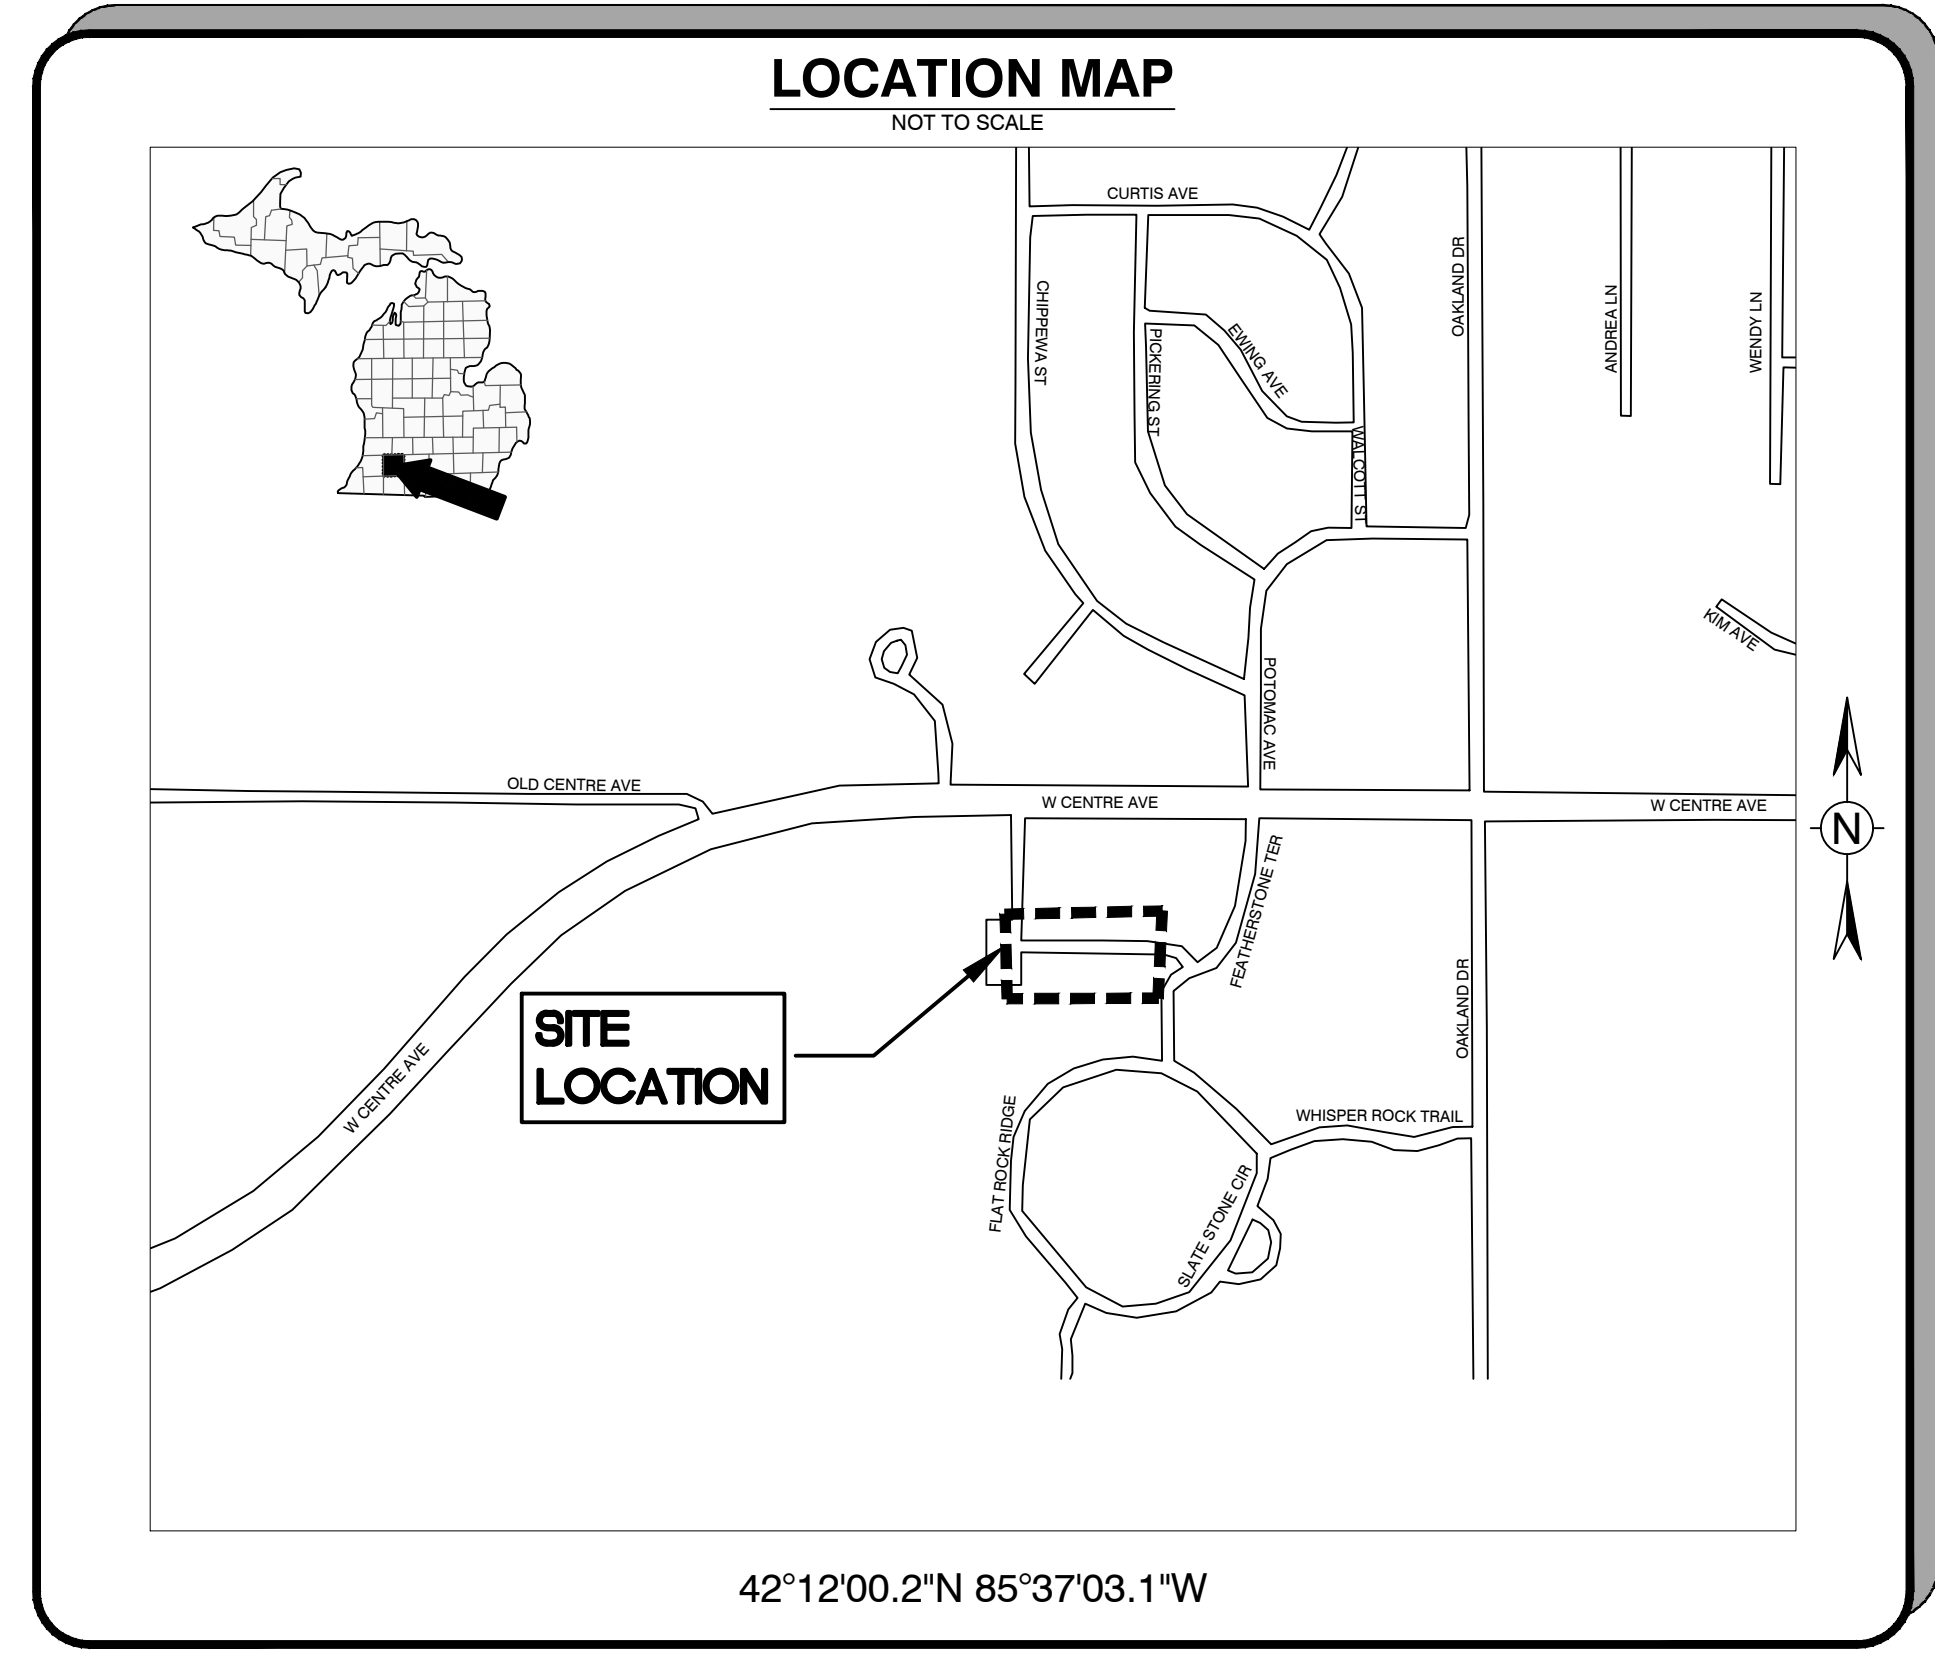 LOCATION MAP
NOT TO SCALE
CURTIS AVE
CHIPPEWA ST
PICKERING ST
EWING AVE
WALCOTT ST
OAKLAND DR
ANDREA LN
WENDY LN
KIM AVE
POTOMAC AVE
OLD CENTRE AVE
W CENTRE AVE
W CENTRE AVE
N
FEATHERSTONE TER
OAKLAND DR
SITE
LOCATION
W CENTRE AVE
FLAT ROCK RIDGE
WHISPER ROCK TRAIL
SLATE STONE CIR
42°12'00.2"N 85°37'03.1"W